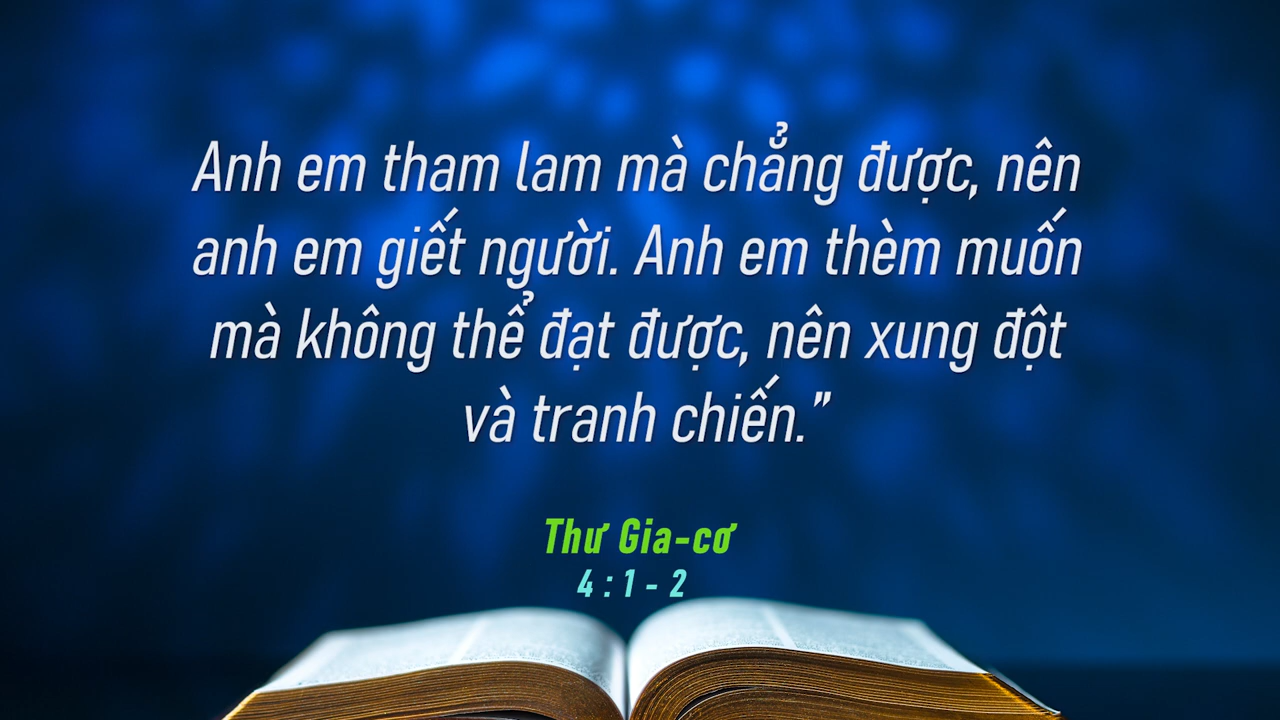 Anh em tham lam mà chẳng được, nên
anh em giết người. Anh em thèm muốn
mà không thể đạt được, nên xung đột
và tranh chiến.”
Thư Gia-cơ
4:1-2